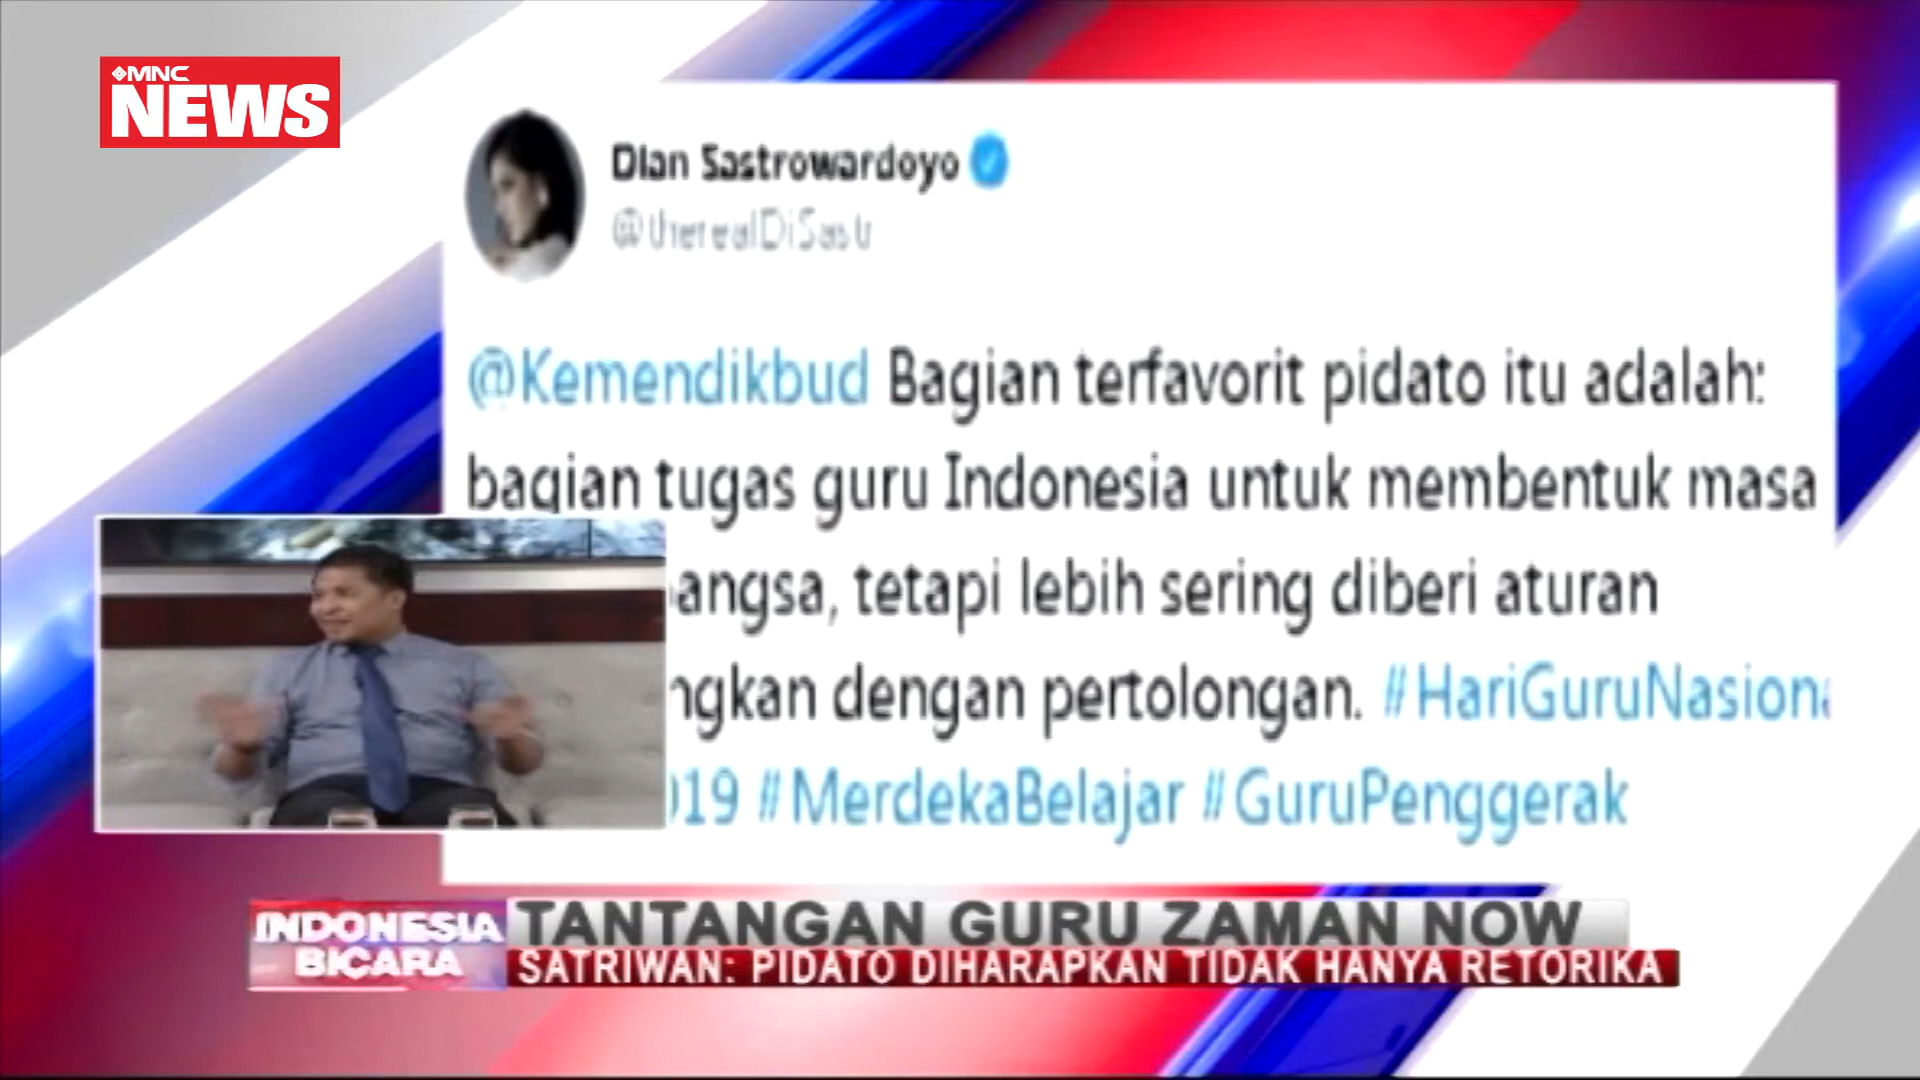 MNC
NEWS
Dian Sastrowardoyo
@therealDiSastr
@Kemendikbud Bagian terfavorit pidato itu adalah:
bagian tugas guru Indonesia untuk membentuk masa
angsa, tetapi lebih sering diberi aturan
ngkan dengan pertolongan. #HariGuruNasiona
019 #MerdekaBelajar #GuruPenggerak
INDONESIA
BICARA
TANTANGAN GURU ZAMAN NOW
SATRIWAN: PIDATO DIHARAPKAN TIDAK HANYA RETORIKA